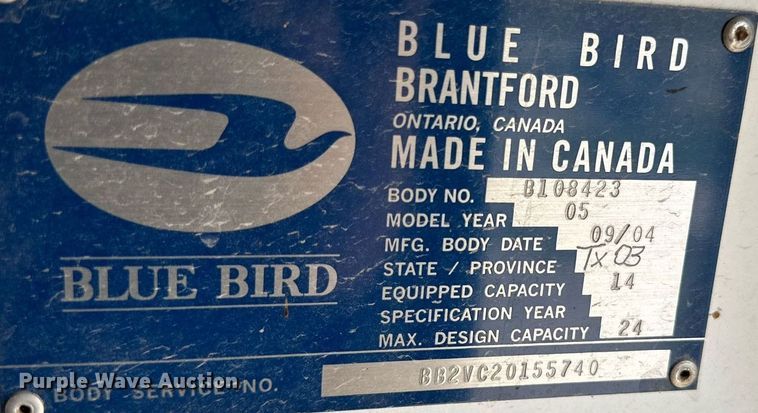 BLUE BIRD
BRANTFORD
ONTARIO, CANADA
MADE IN CANADA
BODY NO. B108423
MODEL YEAR 05
MFG. BODY DATE 09/04
STATE / PROVINCE Tx 03
EQUIPPED CAPACITY 14
SPECIFICATION YEAR
MAX. DESIGN CAPACITY 24
BLUE BIRD
BODY SERVICE NO. BB2VC20155740
Purple Wave Auction